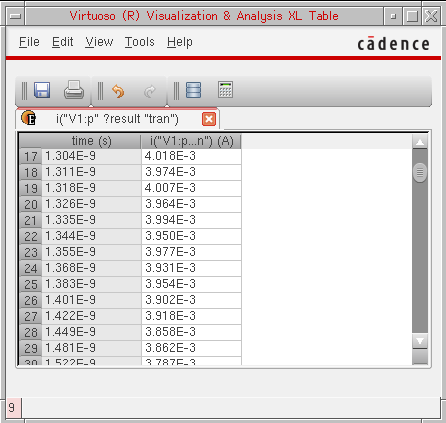 Virtuoso (R) Visualization & Analysis XL Table
File Edit View Tools Help
cādence
i("V1:p" ?result "tran")
time (s) i("V1:p...n") (A)
17 1.304E-9 4.018E-3
18 1.311E-9 3.974E-3
19 1.318E-9 4.007E-3
20 1.326E-9 3.964E-3
21 1.335E-9 3.994E-3
22 1.344E-9 3.950E-3
23 1.355E-9 3.977E-3
24 1.368E-9 3.931E-3
25 1.383E-9 3.954E-3
26 1.401E-9 3.902E-3
27 1.422E-9 3.918E-3
28 1.449E-9 3.858E-3
29 1.481E-9 3.862E-3
30 1.522E-9 3.787E-3
9